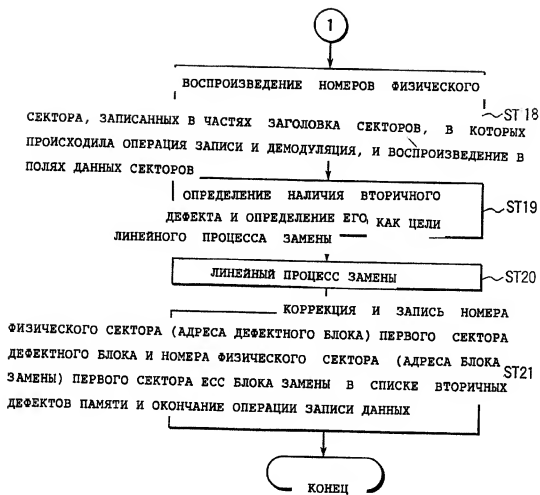 1
ВОСПРОИЗВЕДЕНИЕ НОМЕРОВ ФИЗИЧЕСКОГО
ST18
СЕКТОРА, ЗАПИСАННЫХ В ЧАСТЯХ ЗАГОЛОВКА СЕКТОРОВ, В КОТОРЫХ
ПРОИСХОДИЛА ОПЕРАЦИЯ ЗАПИСИ И ДЕМОДУЛЯЦИЯ, И ВОСПРОИЗВЕДЕНИЕ В
ПОЛЯХ ДАННЫХ СЕКТОРОВ
ОПРЕДЕЛЕНИЕ НАЛИЧИЯ ВТОРИЧНОГО
ST19
ДЕФЕКТА И ОПРЕДЕЛЕНИЕ ЕГО КАК ЦЕЛИ
ЛИНЕЙНОГО ПРОЦЕССА ЗАМЕНЫ
ЛИНЕЙНЫЙ ПРОЦЕСС ЗАМЕНЫ
ST20
КОРРЕКЦИЯ И ЗАПИСЬ НОМЕРА
ФИЗИЧЕСКОГО СЕКТОРА (АДРЕСА ДЕФЕКТНОГО БЛОКА) ПЕРВОГО СЕКТОРА
ДЕФЕКТНОГО БЛОКА И НОМЕРА ФИЗИЧЕСКОГО СЕКТОРА (АДРЕСА БЛОКА
ST21
ЗАМЕНЫ) ПЕРВОГО СЕКТОРА ECC БЛОКА ЗАМЕНЫ В СПИСКЕ ВТОРИЧНЫХ
ДЕФЕКТОВ ПАМЯТИ И ОКОНЧАНИЕ ОПЕРАЦИИ ЗАПИСИ ДАННЫХ
КОНЕЦ